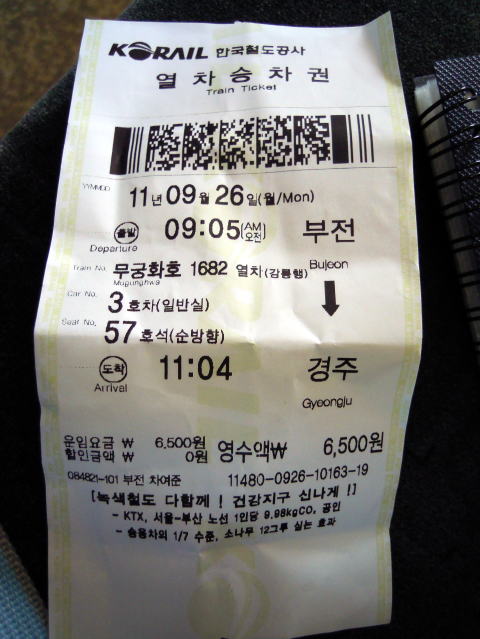 KORAIL 한국철도공사
열차승차권
Train Ticket
YYMMDD 11년 09월 26일(월/Mon)
출발 09:05(AM 오전) 부전
Departure
Train No. 무궁화호 1682 열차(강릉행) Bujeon
Mugunghwa
Car No. 3호차(일반실)
Seat No. 57호석(순방향)
도착 11:04 경주
Arrival Gyeongju
운임요금 ₩ 6,500원 영수액₩ 6,500원
할인금액 ₩ 0원
084821-101 부전 차여준 11480-0926-10163-19
[녹색철도 다함께 ! 건강지구 신나게 !]
- KTX, 서울-부산 노선 1인당 9.98kgCO₂ 공인
- 승용차의 1/7 수준, 소나무 12그루 심는 효과